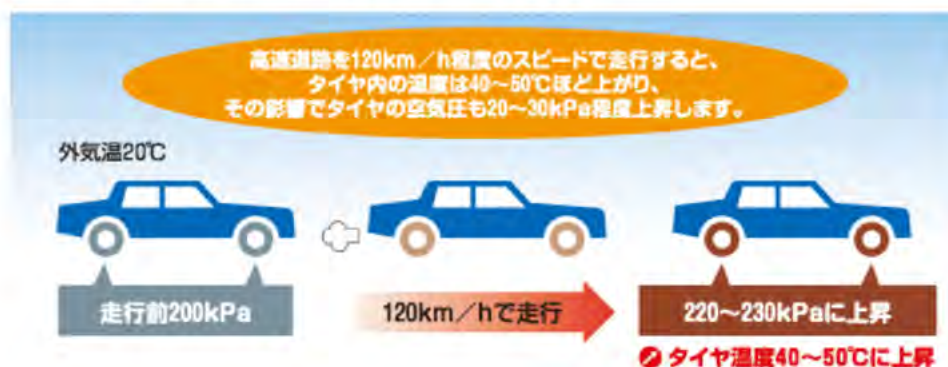 高速道路を120km／h程度のスピードで走行すると、
タイヤ内の温度は40～50℃ほど上がり、
その影響でタイヤの空気圧も20～30kPa程度上昇します。
外気温20℃
走行前200kPa
120km／hで走行
220～230kPaに上昇
タイヤ温度40～50℃に上昇